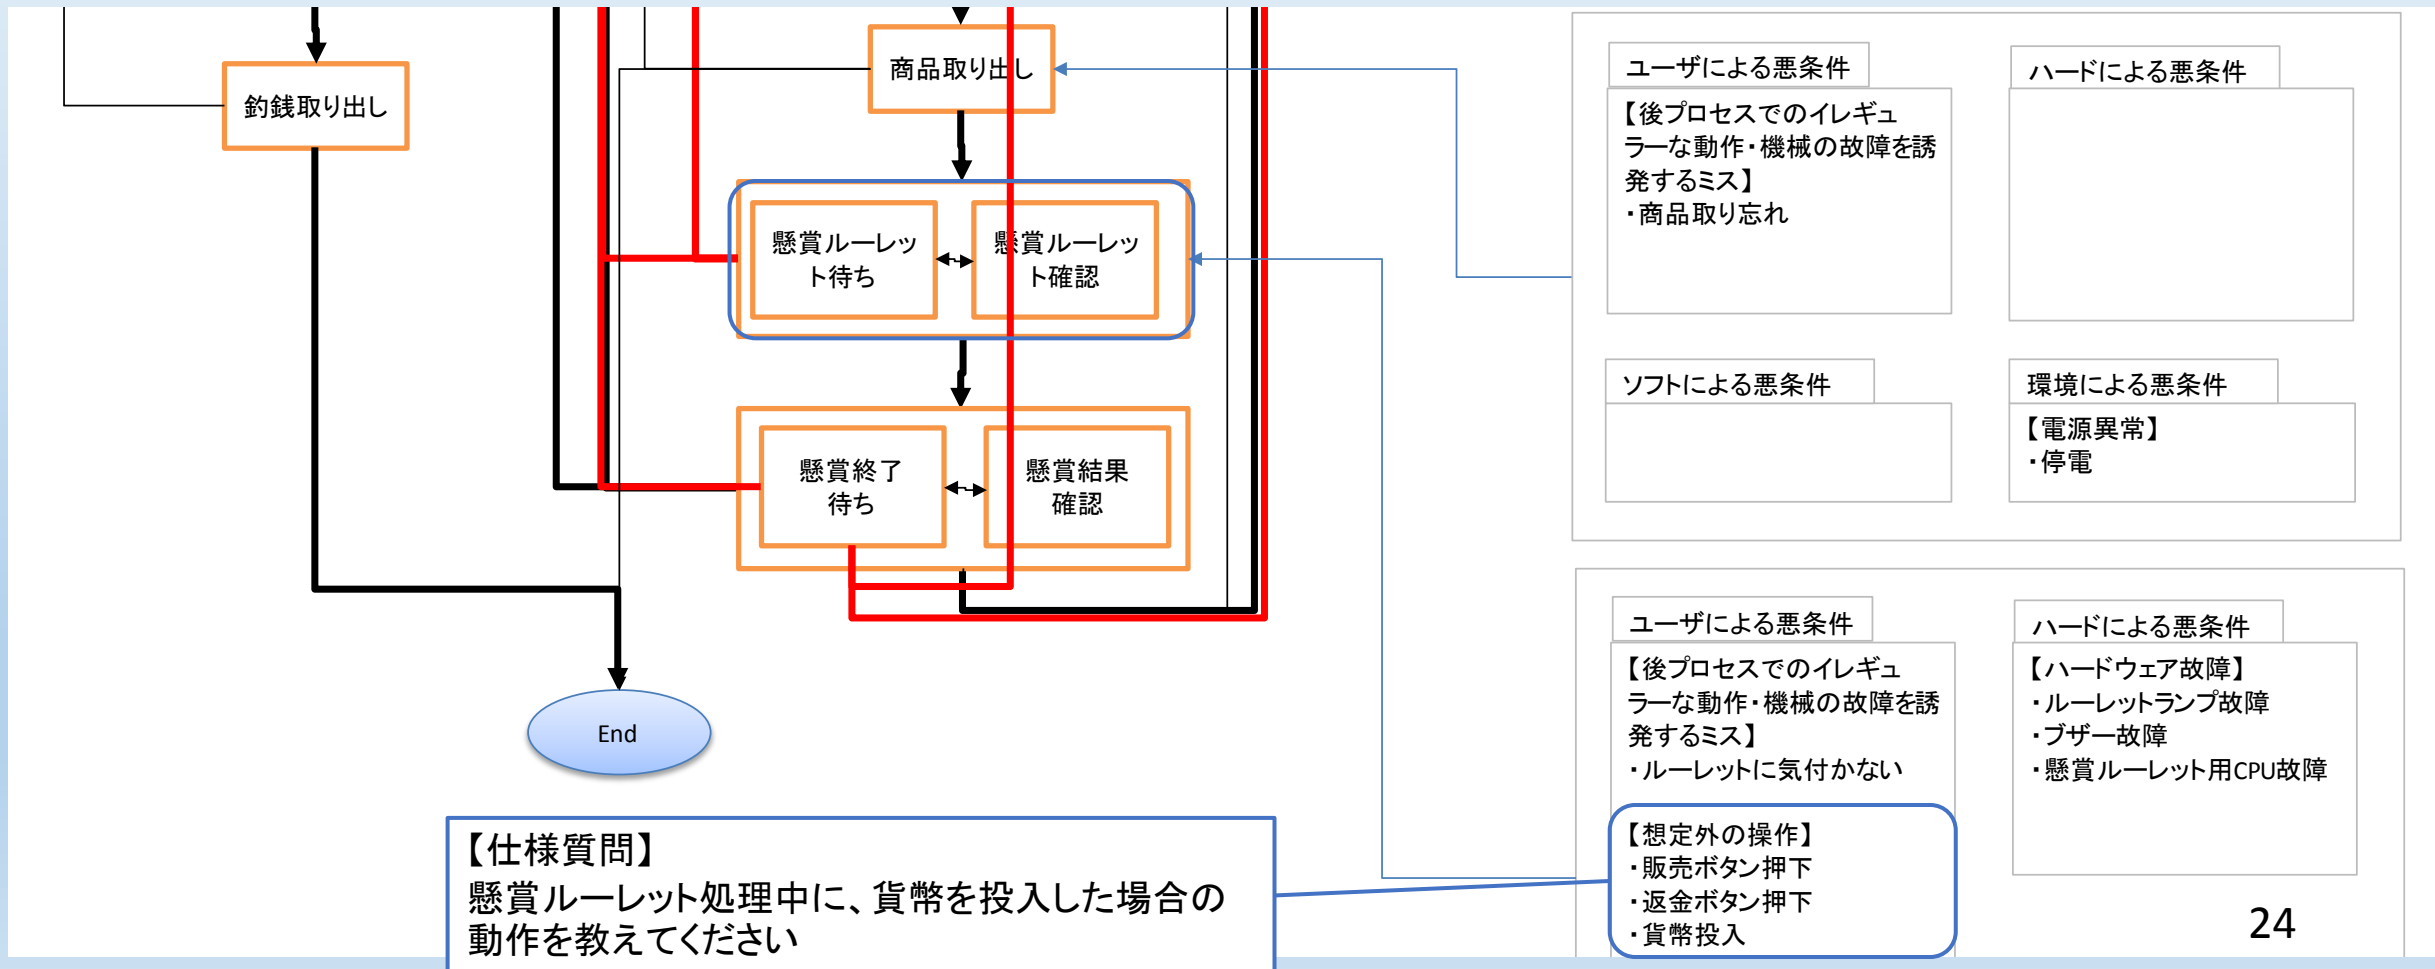 釣銭取り出し
商品取り出し
懸賞ルーレッ
ト待ち
懸賞ルーレッ
ト確認
懸賞終了
待ち
懸賞結果
確認
End
【仕様質問】
懸賞ルーレット処理中に、貨幣を投入した場合の
動作を教えてください
ユーザによる悪条件
【後プロセスでのイレギュ
ラーな動作・機械の故障を誘
発するミス】
・商品取り忘れ
ハードによる悪条件
ソフトによる悪条件
環境による悪条件
【電源異常】
・停電
ユーザによる悪条件
【後プロセスでのイレギュ
ラーな動作・機械の故障を誘
発するミス】
・ルーレットに気付かない
【想定外の操作】
・販売ボタン押下
・返金ボタン押下
・貨幣投入
ハードによる悪条件
【ハードウェア故障】
・ルーレットランプ故障
・ブザー故障
・懸賞ルーレット用CPU故障
24